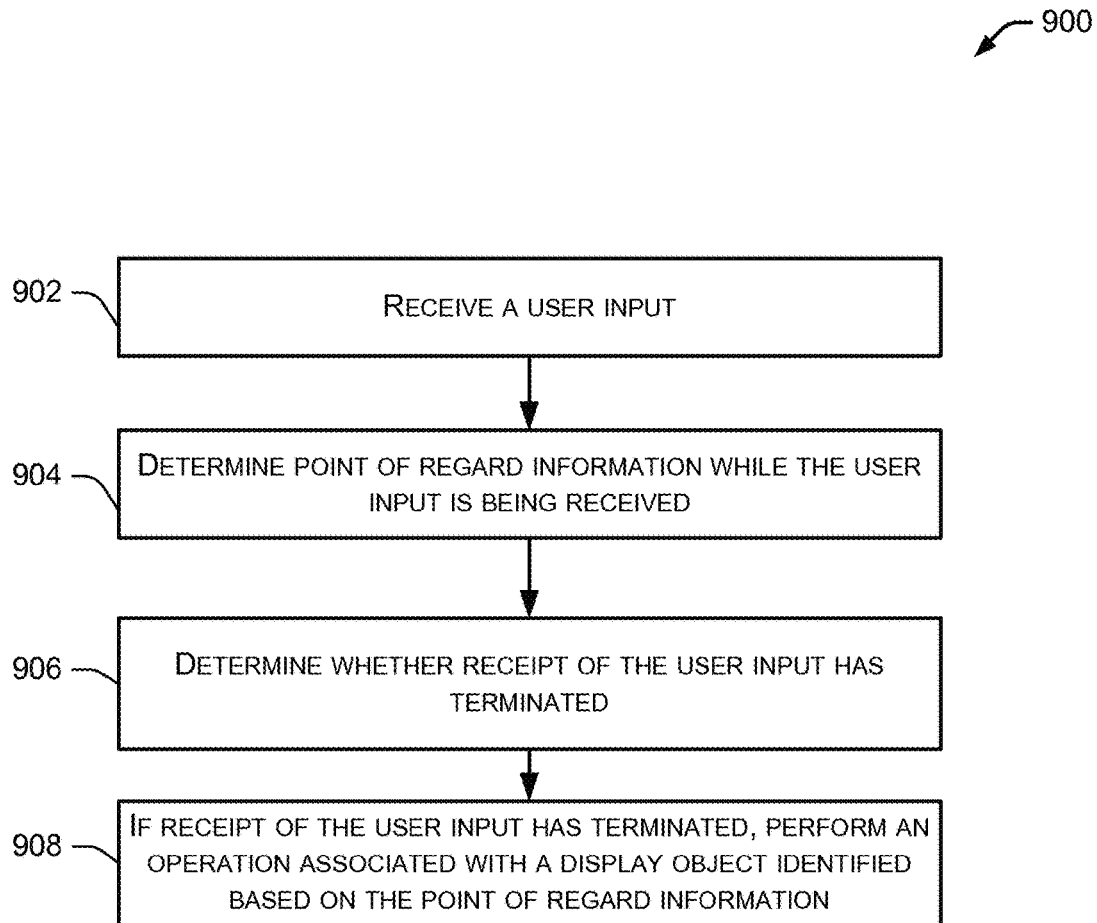 900
902
RECEIVE A USER INPUT
904
DETERMINE POINT OF REGARD INFORMATION WHILE THE USER
INPUT IS BEING RECEIVED
906
DETERMINE WHETHER RECEIPT OF THE USER INPUT HAS
TERMINATED
908
IF RECEIPT OF THE USER INPUT HAS TERMINATED, PERFORM AN
OPERATION ASSOCIATED WITH A DISPLAY OBJECT IDENTIFIED
BASED ON THE POINT OF REGARD INFORMATION